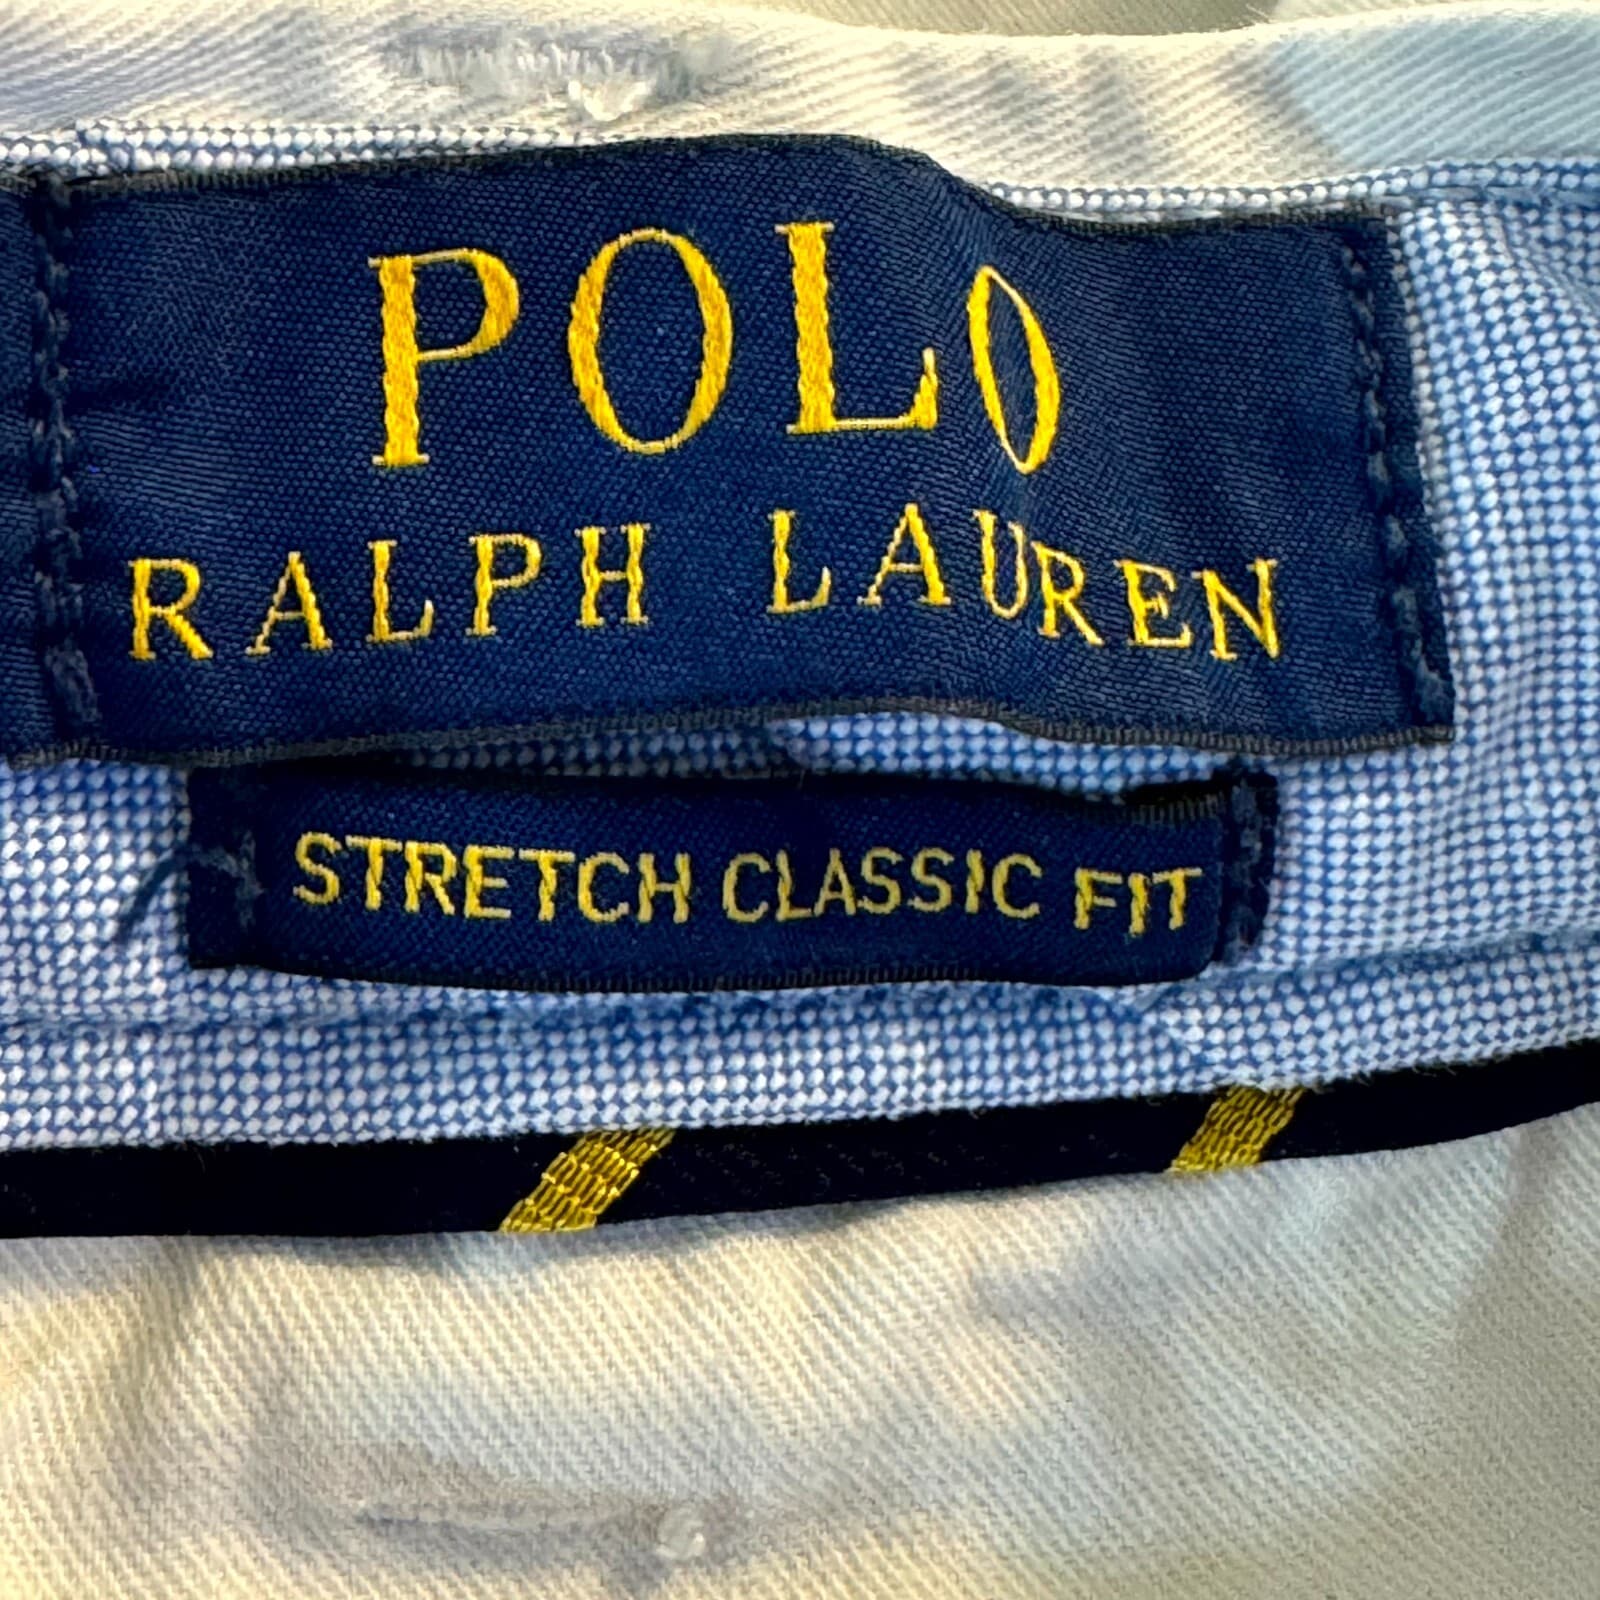 POLO
RALPH LAUREN
STRETCH CLASSIC FIT